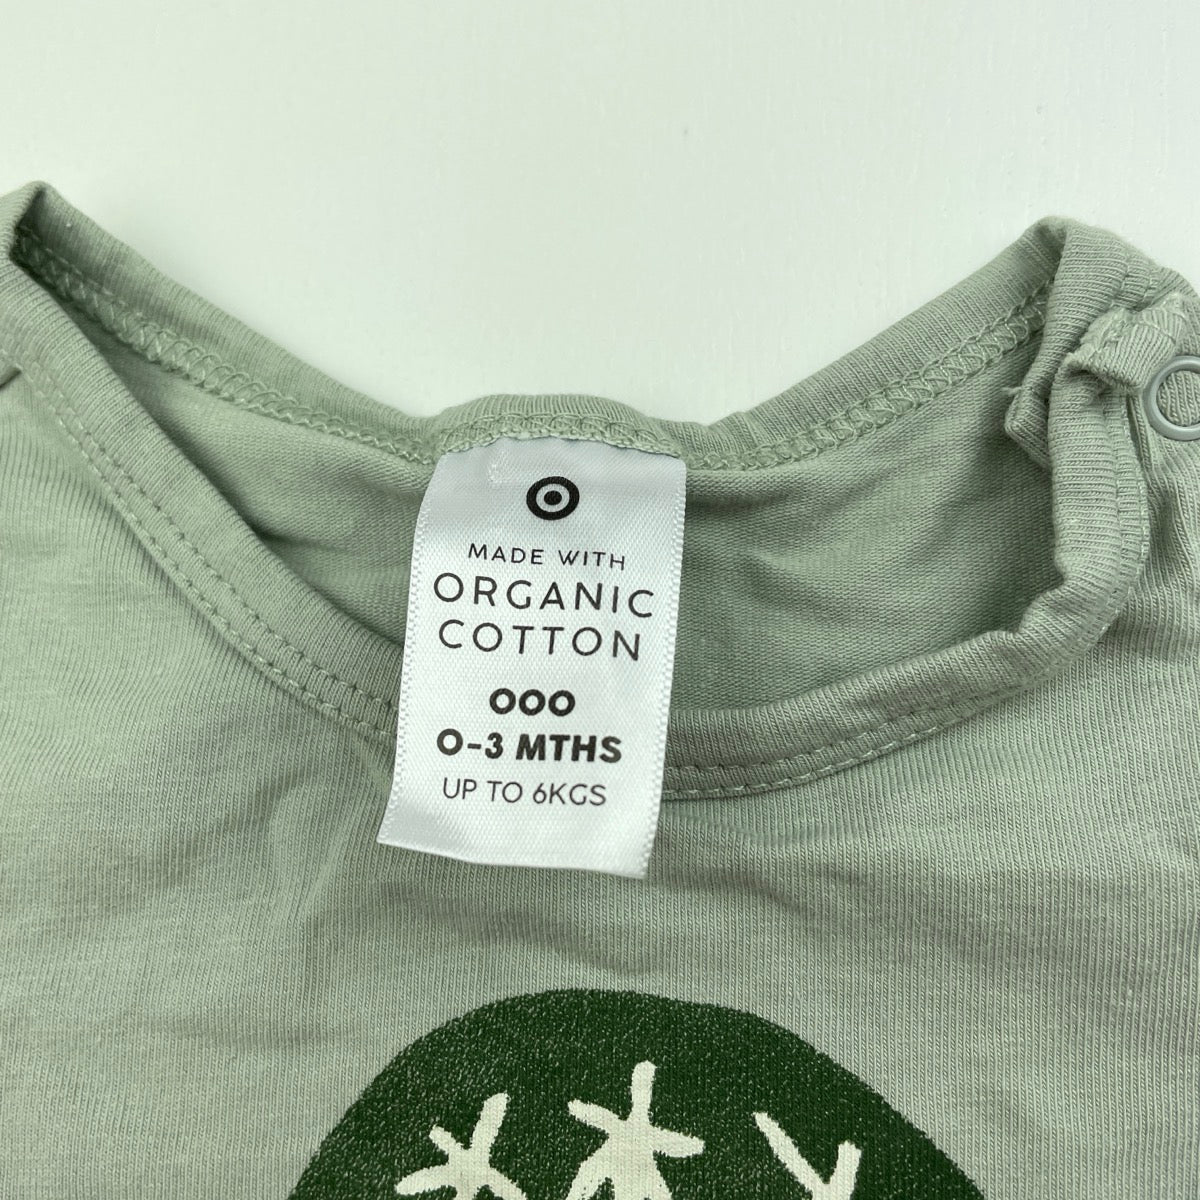 MADE WITH
ORGANIC
COTTON
000
0-3 MTHS
UP TO 6KGS